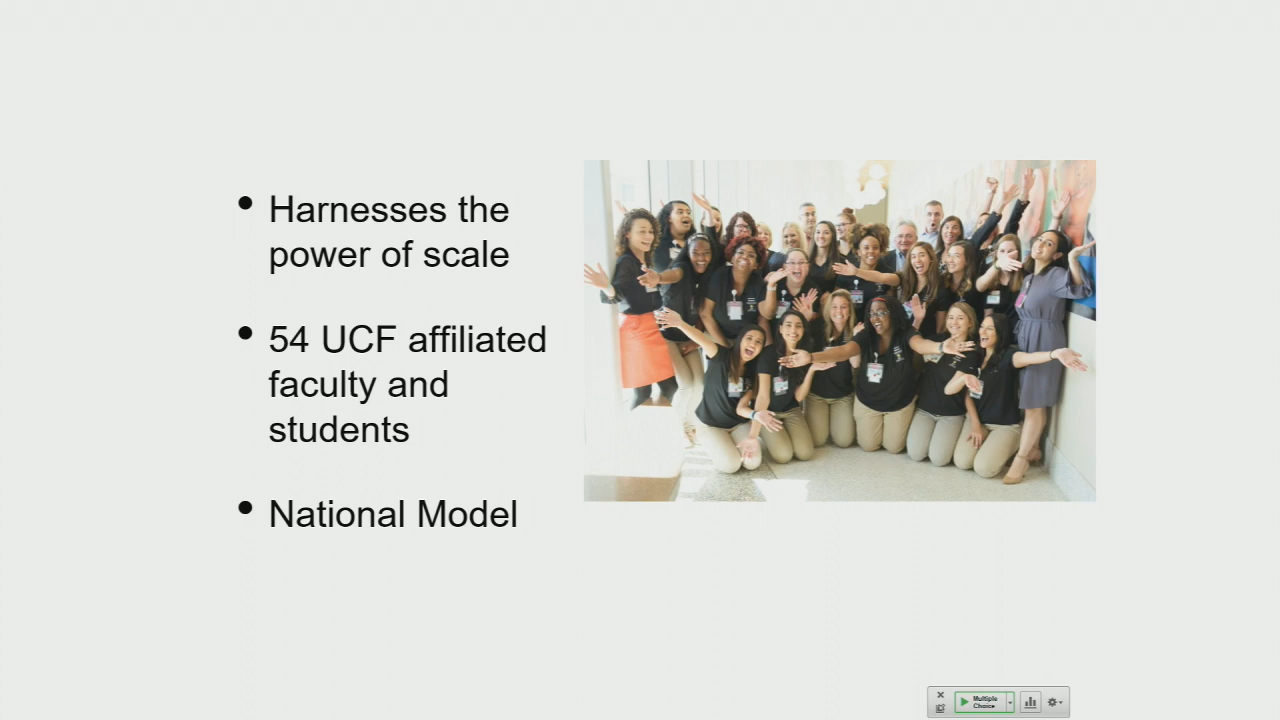 Harnesses the
power of scale
54 UCF affiliated
faculty and
students
National Model
Multiple
Choice